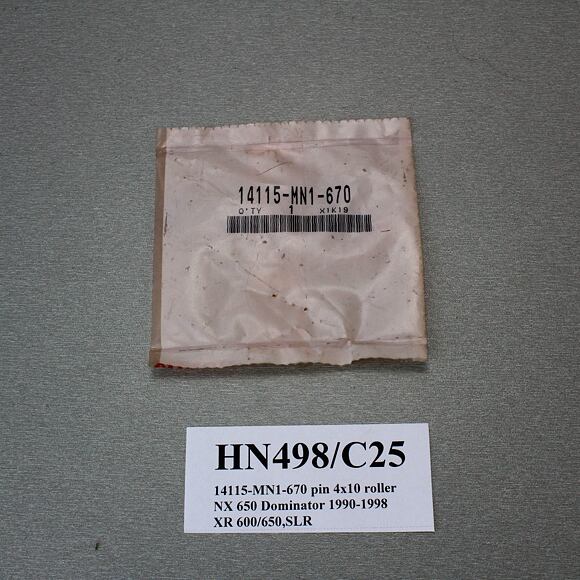 14115-MN1-670
Q'TY 1 X1K19
HN498/C25
14115-MN1-670 pin 4x10 roller
NX 650 Dominator 1990-1998
XR 600/650,SLR